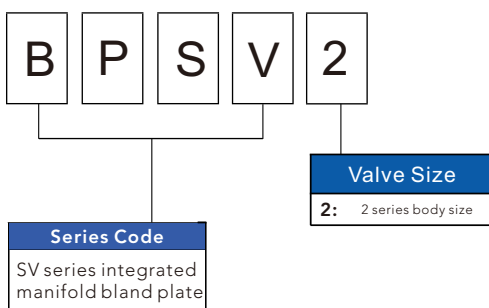 B P S V 2
Valve Size
2: 2 series body size
Series Code
SV series integrated
manifold bland plate